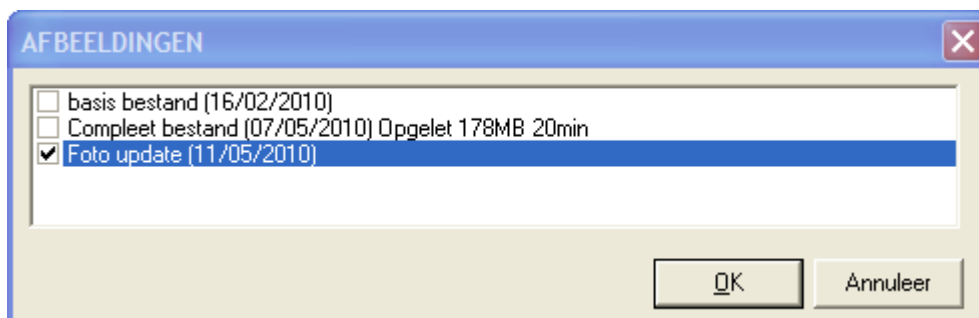 AFBEELDINGEN
basis bestand (16/02/2010)
Compleet bestand (07/05/2010) Opgelet 178MB 20min
Foto update (11/05/2010)
OK
Annuleer